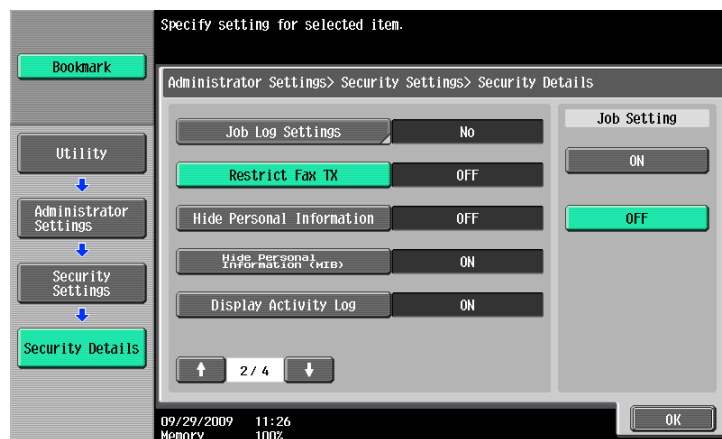 Specify setting for selected item.
Bookmark
Administrator Settings> Security Settings> Security Details
Job Log Settings
No
Job Setting
Utility
ON
Restrict Fax TX
OFF
Administrator
Settings
Hide Personal Information
OFF
OFF
Hide Personal
Information (MIB)
ON
Security
Settings
Display Activity Log
ON
Security Details
2/ 4
09/29/2009 11:26
Memory 100%
OK